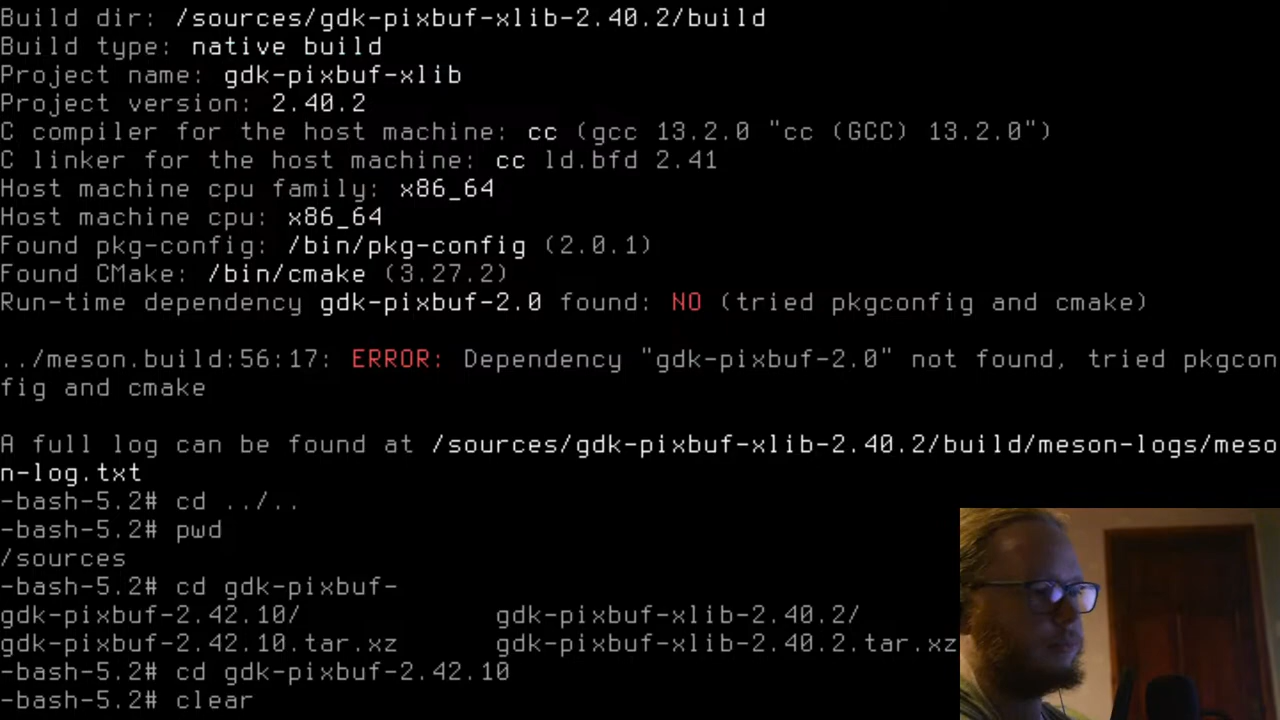 Build dir: /sources/gdk-pixbuf-xlib-2.40.2/build
Build type: native build
Project name: gdk-pixbuf-xlib
Project version: 2.40.2
C compiler for the host machine: cc (gcc 13.2.0 "cc (GCC) 13.2.0")
C linker for the host machine: cc ld.bfd 2.41
Host machine cpu family: x86_64
Host machine cpu: x86_64
Found pkg-config: /bin/pkg-config (2.0.1)
Found CMake: /bin/cmake (3.27.2)
Run-time dependency gdk-pixbuf-2.0 found: NO (tried pkgconfig and cmake)
../meson.build:56:17: ERROR: Dependency "gdk-pixbuf-2.0" not found, tried pkgcon
fig and cmake
A full log can be found at /sources/gdk-pixbuf-xlib-2.40.2/build/meson-logs/meso
n-log.txt
-bash-5.2# cd ../..
-bash-5.2# pwd
/sources
-bash-5.2# cd gdk-pixbuf-
gdk-pixbuf-2.42.10/ gdk-pixbuf-xlib-2.40.2/
gdk-pixbuf-2.42.10.tar.xz gdk-pixbuf-xlib-2.40.2.tar.xz
-bash-5.2# cd gdk-pixbuf-2.42.10
-bash-5.2# clear